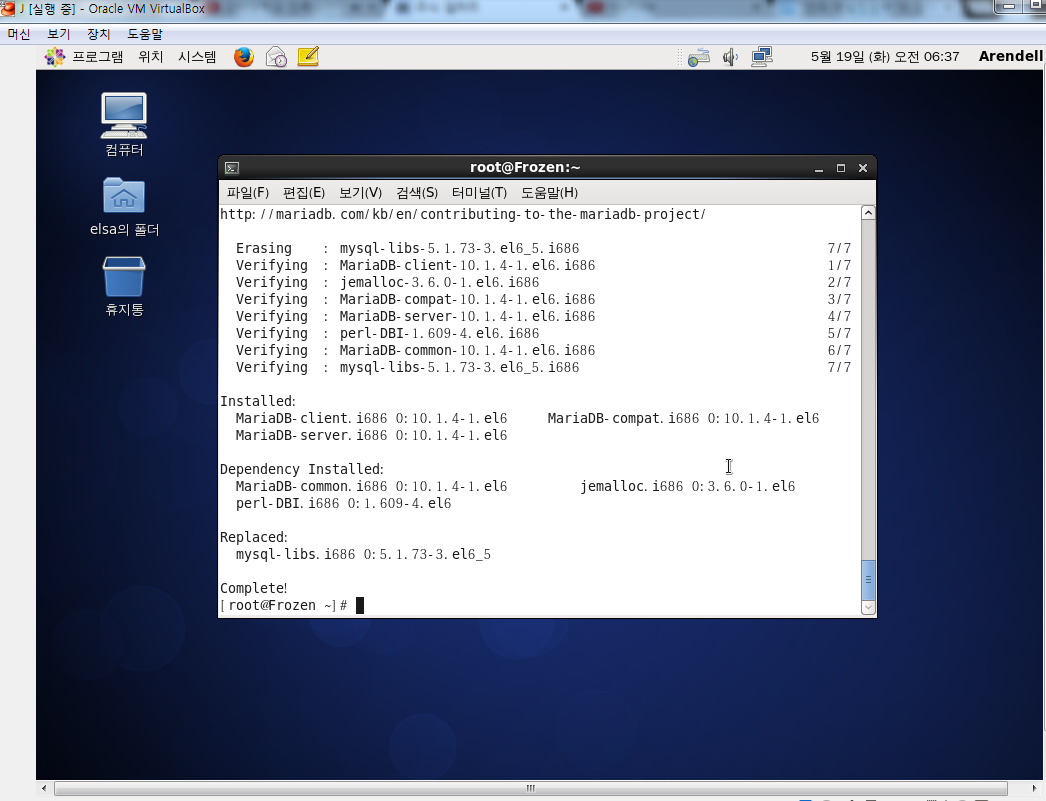 J [실행 중] - Oracle VM VirtualBox
머신 보기 장치 도움말
프로그램 위치 시스템 5월 19일 (화) 오전 06:37 Arendell
컴퓨터
elsa의 폴더
휴지통
root@Frozen:~
파일(F) 편집(E) 보기(V) 검색(S) 터미널(T) 도움말(H)
http://mariadb.com/kb/en/contributing-to-the-mariadb-project/
Erasing : mysql-libs-5.1.73-3.el6_5.i686 7/7
Verifying : MariaDB-client-10.1.4-1.el6.i686 1/7
Verifying : jemalloc-3.6.0-1.el6.i686 2/7
Verifying : MariaDB-compat-10.1.4-1.el6.i686 3/7
Verifying : MariaDB-server-10.1.4-1.el6.i686 4/7
Verifying : perl-DBI-1.609-4.el6.i686 5/7
Verifying : MariaDB-common-10.1.4-1.el6.i686 6/7
Verifying : mysql-libs-5.1.73-3.el6_5.i686 7/7
Installed:
MariaDB-client.i686 0:10.1.4-1.el6 MariaDB-compat.i686 0:10.1.4-1.el6
MariaDB-server.i686 0:10.1.4-1.el6
Dependency Installed:
MariaDB-common.i686 0:10.1.4-1.el6 jemalloc.i686 0:3.6.0-1.el6
perl-DBI.i686 0:1.609-4.el6
Replaced:
mysql-libs.i686 0:5.1.73-3.el6_5
Complete!
[root@Frozen ~]#